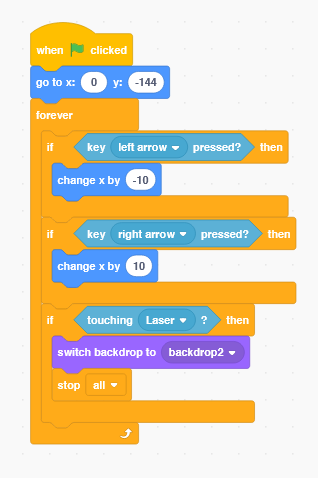 when clicked
go to x: 0 y: -144
forever
if key left arrow pressed? then
change x by -10
if key right arrow pressed? then
change x by 10
if touching Laser ? then
switch backdrop to backdrop2
stop all